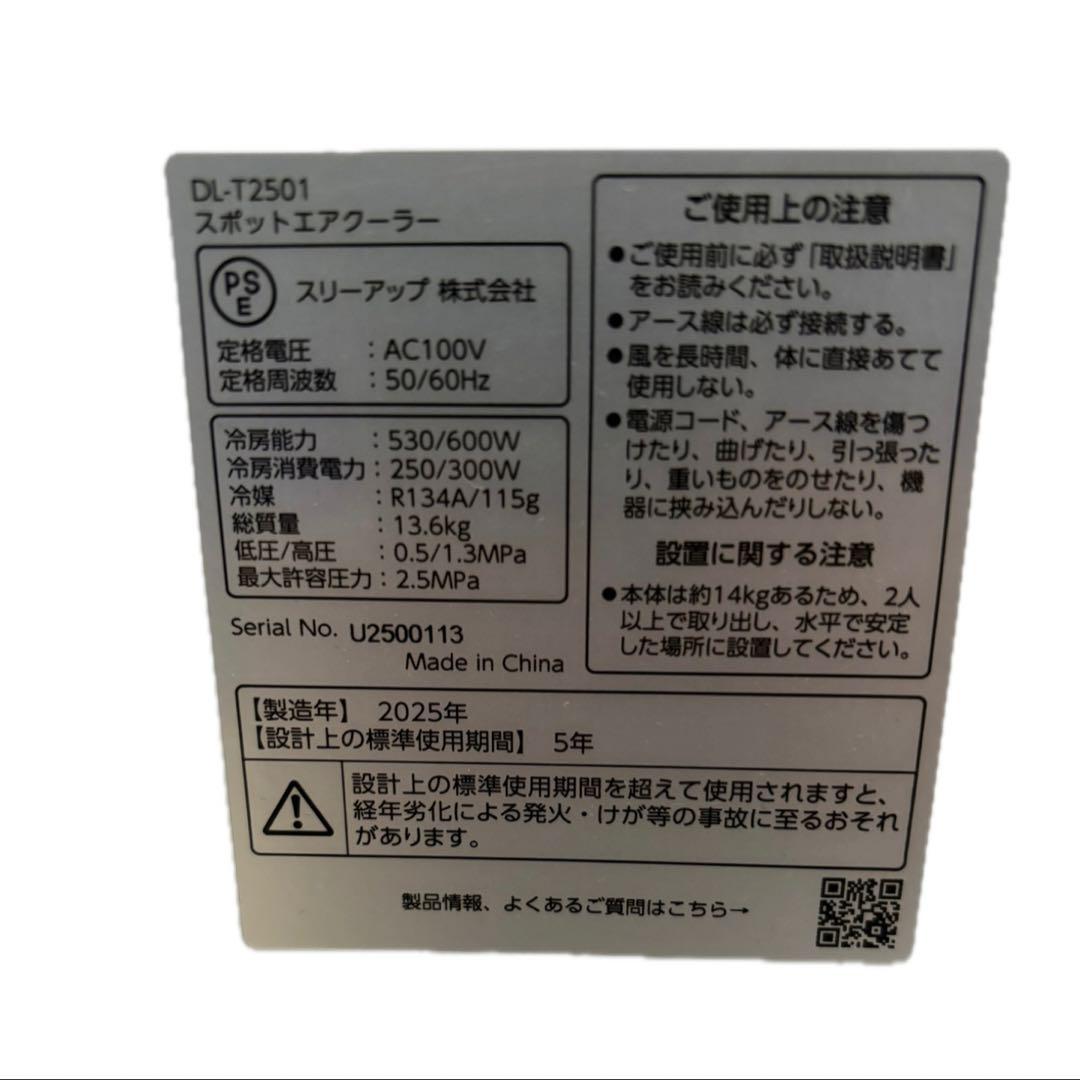 DL-T2501
スポットエアクーラー
PS
E
スリーアップ 株式会社
定格電圧 : AC100V
定格周波数 : 50/60Hz
冷房能力 : 530/600W
冷房消費電力 : 250/300W
冷媒 : R134A/115g
総質量 : 13.6kg
低圧/高圧 : 0.5/1.3MPa
最大許容圧力 : 2.5MPa
Serial No. U2500113
Made in China
ご使用上の注意
●ご使用前に必ず「取扱説明書」
をお読みください。
●アース線は必ず接続する。
●風を長時間、体に直接あてて
使用しない。
●電源コード、アース線を傷つ
けたり、曲げたり、引っ張った
り、重いものをのせたり、機
器に挟み込んだりしない。
設置に関する注意
●本体は約14kgあるため、2人
以上で取り出し、水平で安定
した場所に設置してください。
【製造年】 2025年
【設計上の標準使用期間】 5年
設計上の標準使用期間を超えて使用されますと、
経年劣化による発火・けが等の事故に至るおそれ
があります。
製品情報、よくあるご質問はこちら→